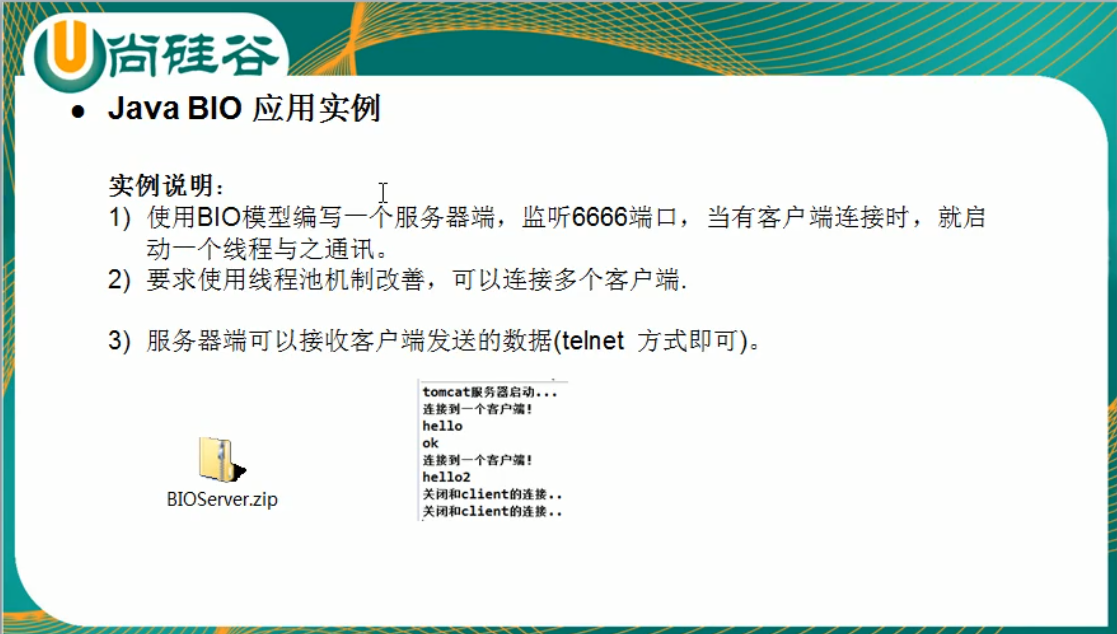 尚硅谷
Java BIO 应用实例
实例说明：
1) 使用BIO模型编写一个服务器端，监听6666端口，当有客户端连接时，就启
动一个线程与之通讯。
2) 要求使用线程池机制改善，可以连接多个客户端.
3) 服务器端可以接收客户端发送的数据(telnet 方式即可)。
tomcat服务器启动...
连接到一个客户端!
hello
ok
连接到一个客户端!
hello2
关闭和client的连接..
关闭和client的连接..
BIOServer.zip